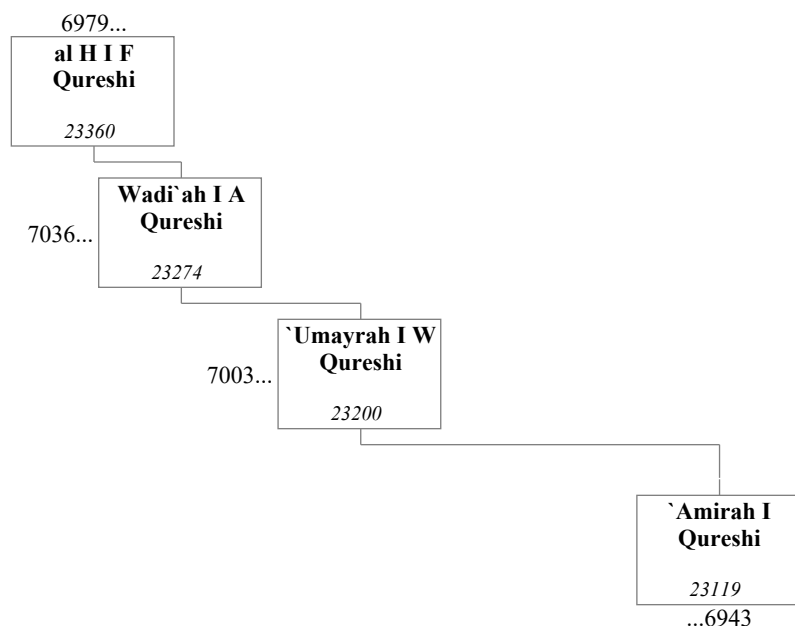 6979...
al H I F
Qureshi
23360
Wadi`ah I A
Qureshi
7036...
23274
`Umayrah I W
Qureshi
7003...
23200
`Amirah I
Qureshi
23119
...6943